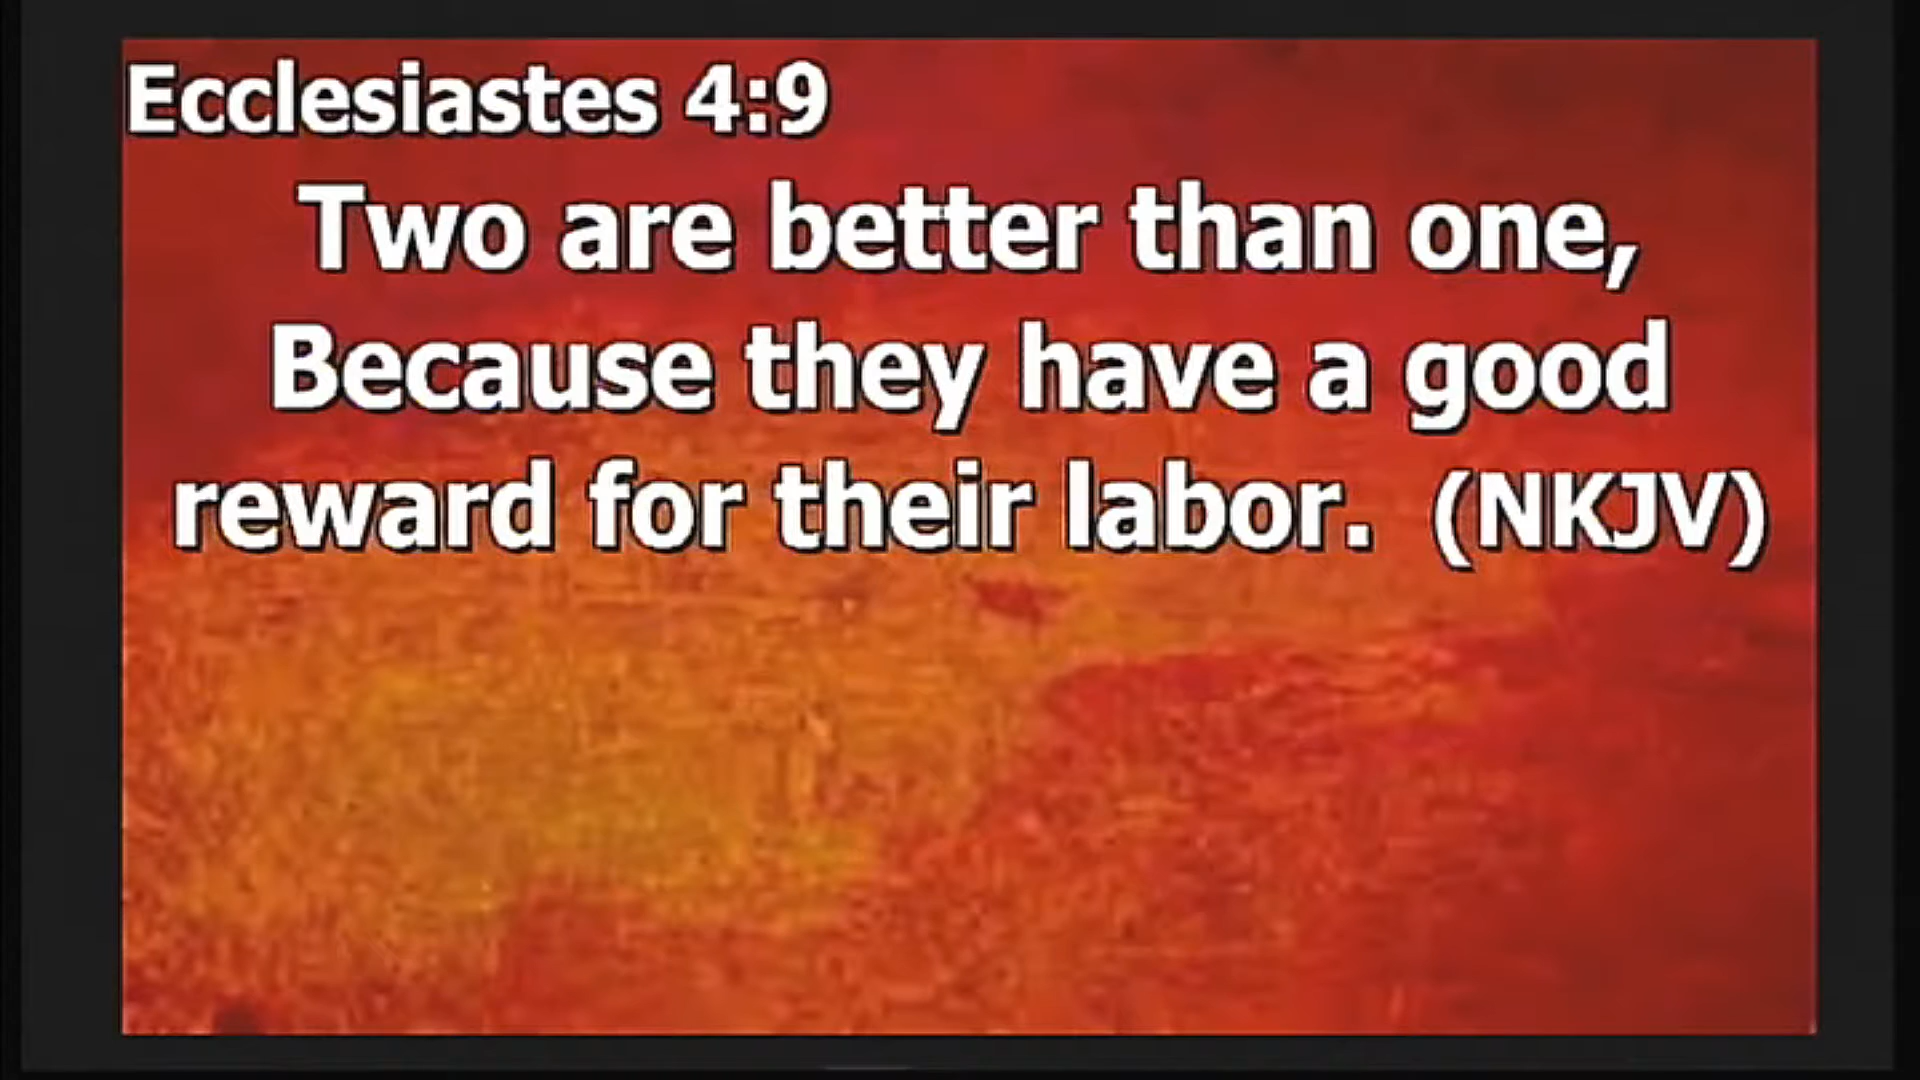 Ecclesiastes 4:9
Two are better than one,
Because they have a good
reward for their labor. (NKJV)